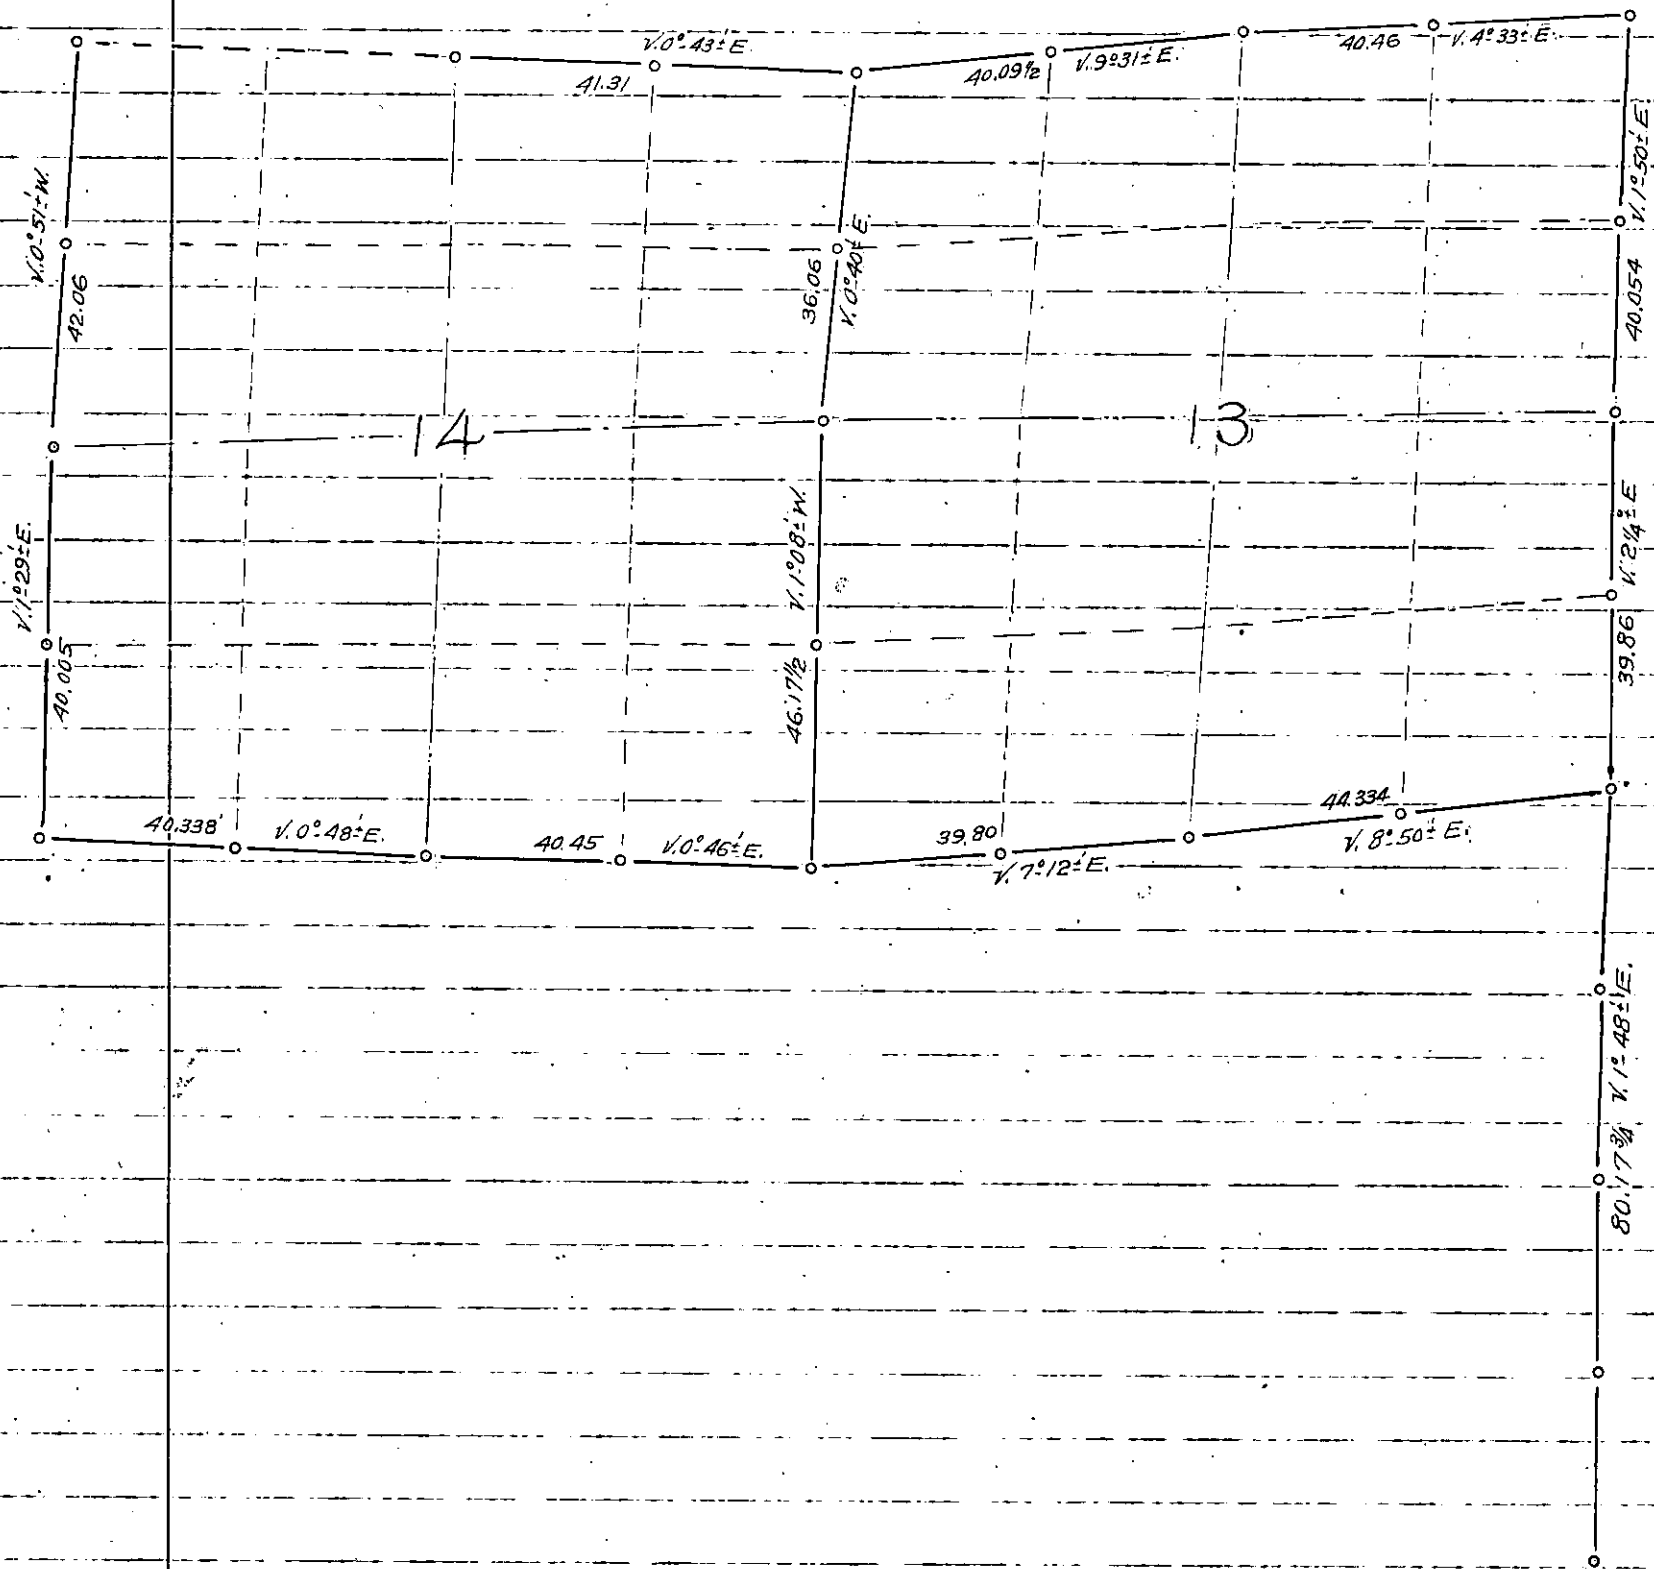 V. 0°-43'± E.
41.31
40.09½
V. 9°31'± E.
40.46
V. 4°33'± E.
V. 1°50'± E.
40.054
V. 0°51'± W.
42.06
36.06
V. 0°40'± E.
14
13
V. 1°29'± E.
40.005
V. 1°08'± W.
46.17½
V. 2¼°± E
39.86
40.338
V. 0°48'± E.
40.45
V. 0°46'± E.
39.80
V. 7°12'± E.
44.334
V. 8°50'± E.
80.17¾ V. 1°48'± E.